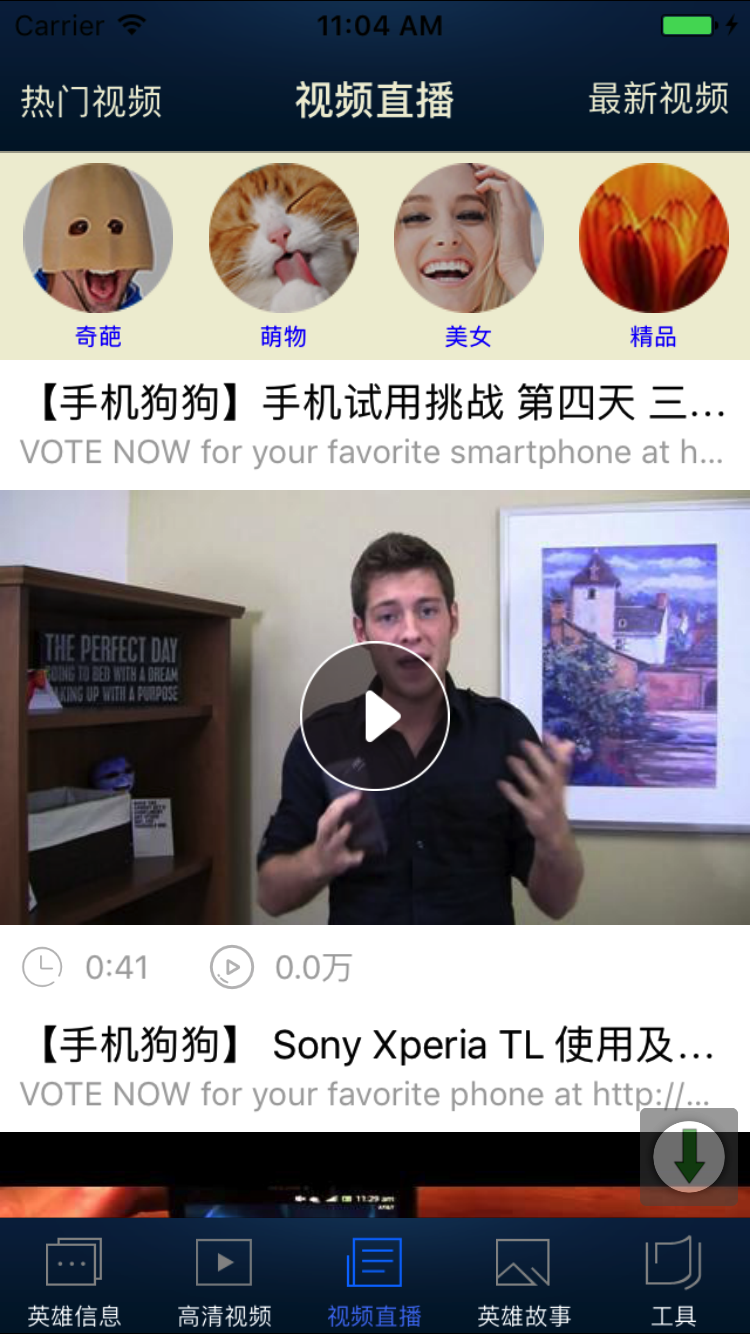 Carrier 11:04 AM
热门视频 视频直播 最新视频
奇葩 萌物 美女 精品
【手机狗狗】手机试用挑战 第四天 三...
VOTE NOW for your favorite smartphone at h...
THE PERFECT DAY
GOING TO BED WITH A DREAM
WAKING UP WITH A PURPOSE
0:41 0.0万
【手机狗狗】 Sony Xperia TL 使用及...
VOTE NOW for your favorite phone at http://...
11:29 am
AT&T
英雄信息 高清视频 视频直播 英雄故事 工具